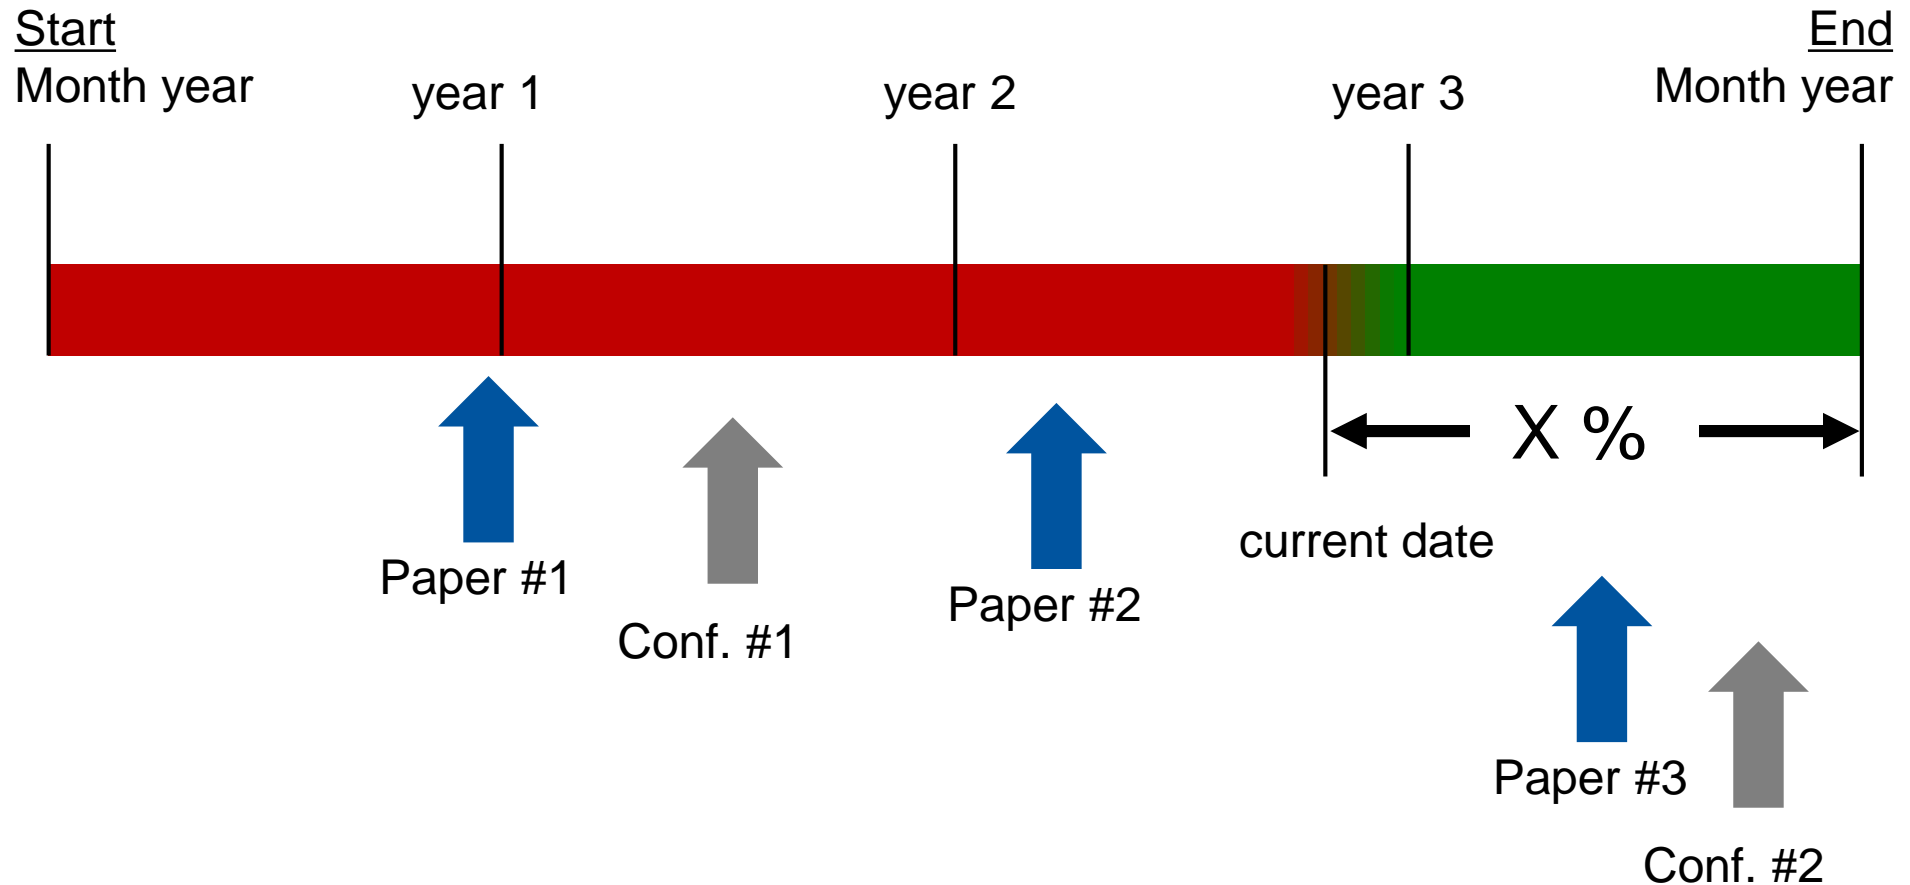 Start
Month year
year 1
year 2
year 3
End
Month year
X %
current date
Paper #1
Conf. #1
Paper #2
Paper #3
Conf. #2